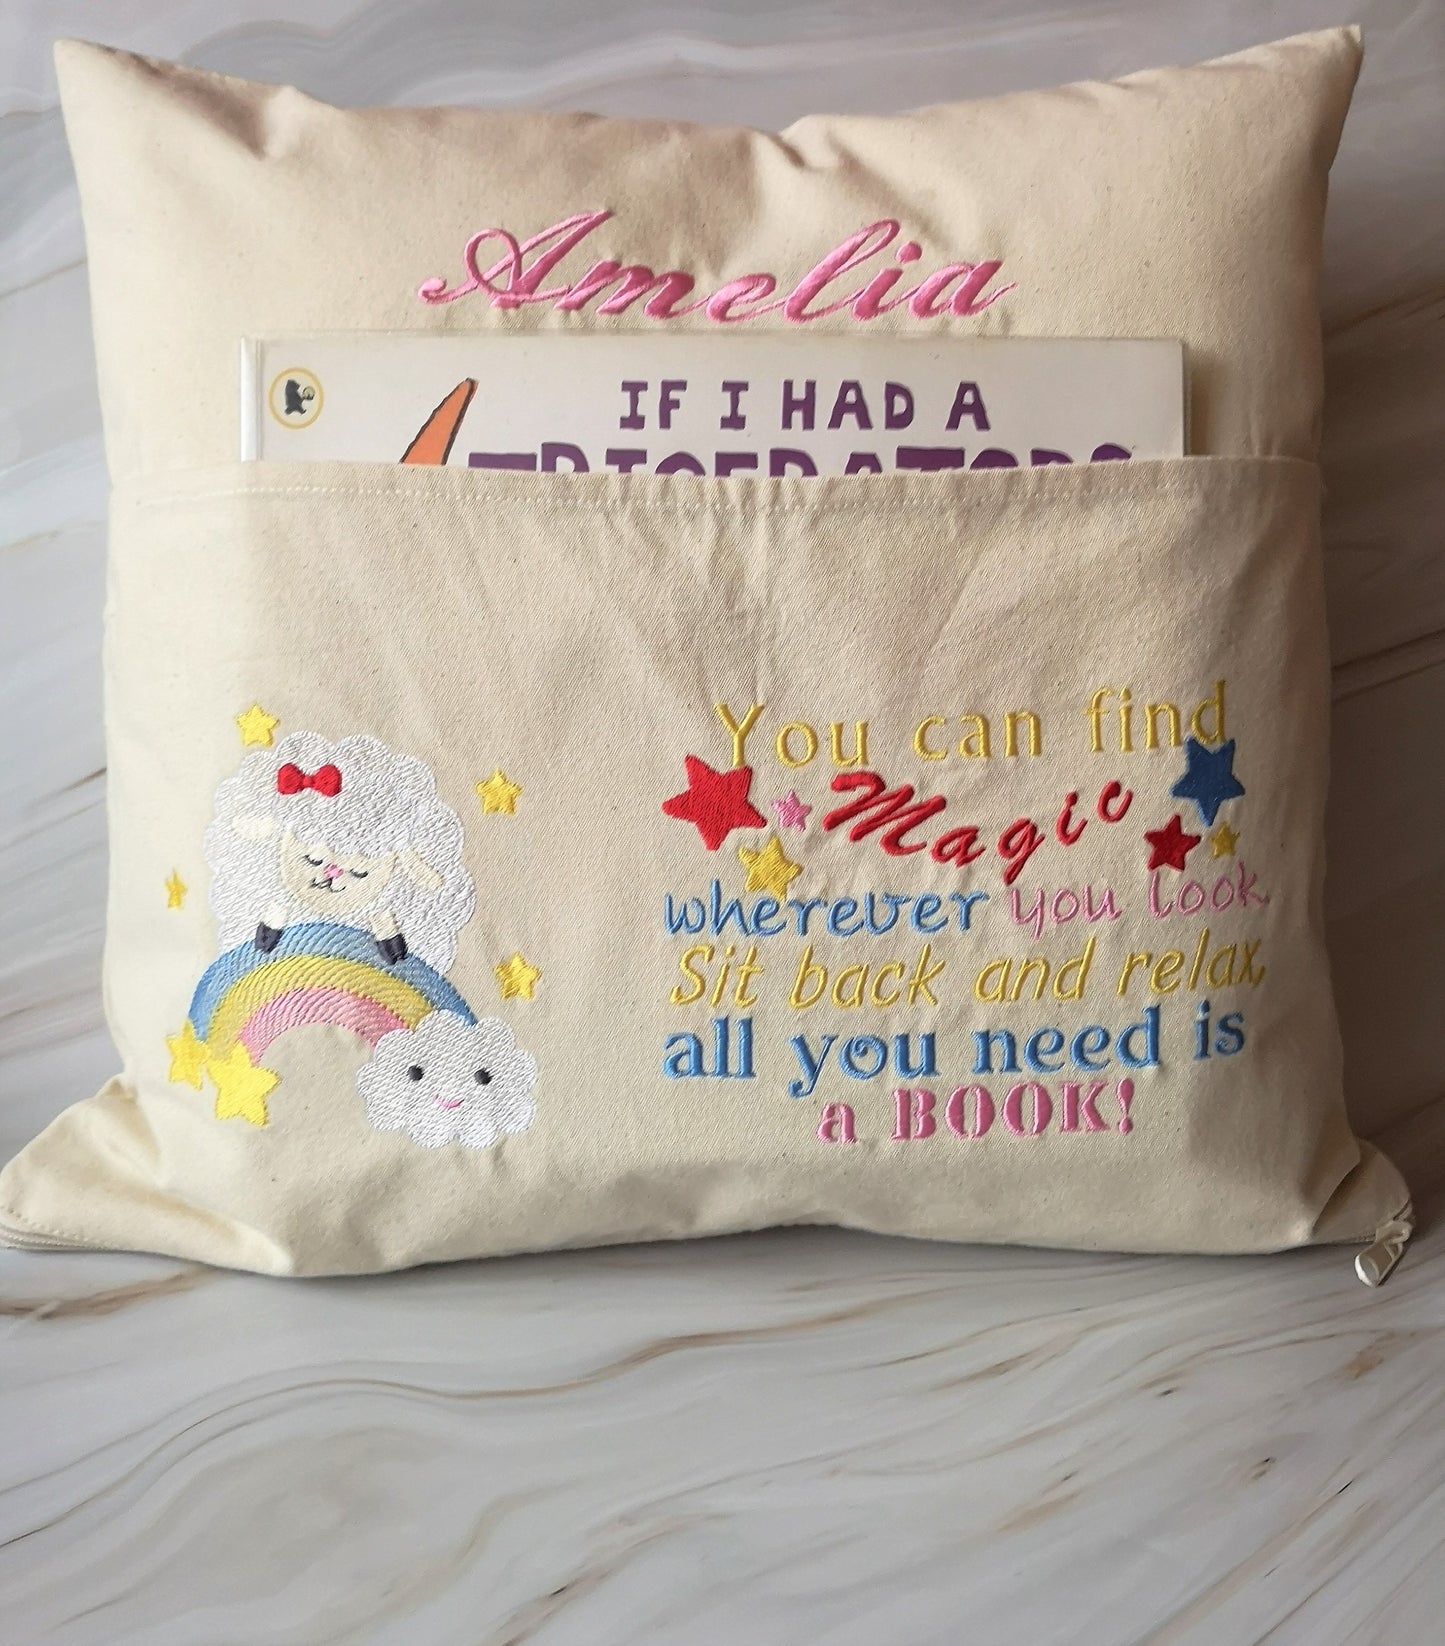 Amelia
IF I HAD A
TRICERATOPS
You can find
Magic
wherever you look,
Sit back and relax,
all you need is
a BOOK!